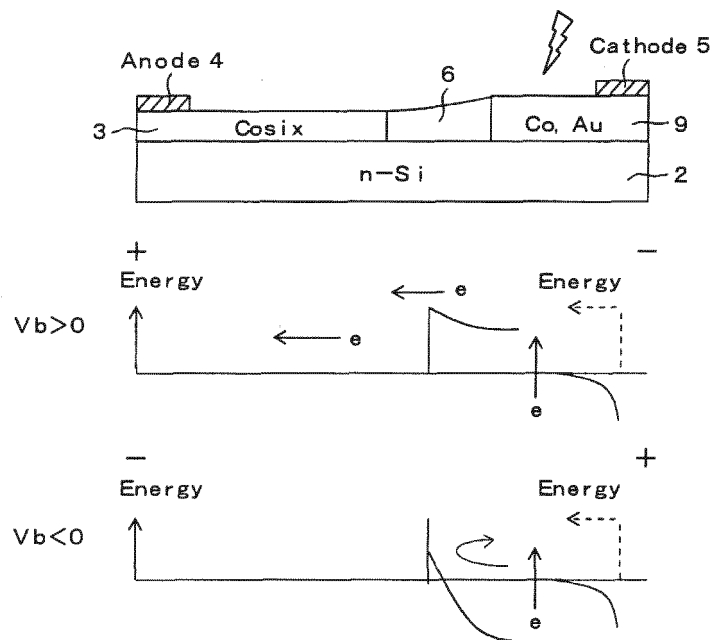 Anode 4
Cathode 5
6
3
Cosix
Co, Au
9
n-Si
2
+
−
Energy
Energy
e
e
Vb>0
e
−
+
Energy
Energy
Vb<0
e